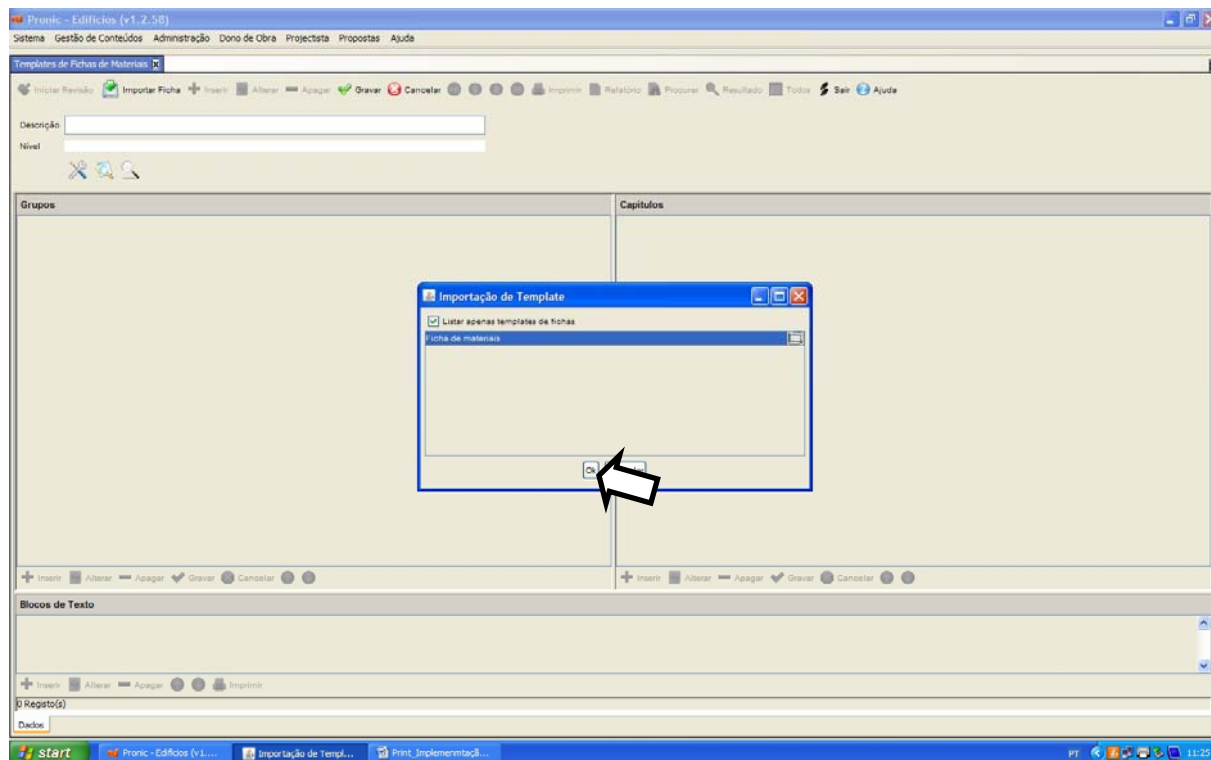 Pronic - Edificios (v1.2.58)
Sistema Gestão de Conteúdos Administração Dono de Obra Projectista Propostas Ajuda
Templates de Fichas de Materiais
Iniciar Revisão Importar Ficha Inserir Alterar Apagar Gravar Cancelar Imprimir Relatório Procurar Resultado Todos Sair Ajuda
Descrição
Nível
Grupos
Capitulos
Importação de Template
Listar apenas templates de fichas
Ficha de materiais
Ok
Inserir Alterar Apagar Gravar Cancelar
Inserir Alterar Apagar Gravar Cancelar
Blocos de Texto
Inserir Alterar Apagar Imprimir
0 Registo(s)
Dados
start
Pronic - Edificios (v1....
Importação de Templ...
Print_Implemenmtaçã...
PT
11:25